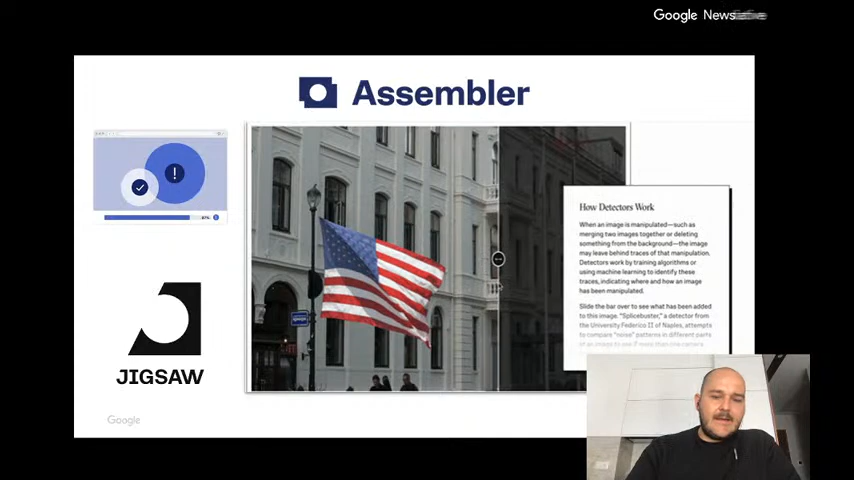 Google News
Assembler
87%
How Detectors Work
When an image is manipulated—such as
merging two images together or deleting
something from the background—the image
may leave behind traces of that manipulation.
Detectors work by training algorithms or
using machine learning to identify these
traces, indicating where and how an image
has been manipulated.
Slide the bar over to see what has been added
to this image. "Splicebuster," a detector from
the University Federico II of Naples, attempts
to compare "noise" patterns in different parts
of an image to see if more than one camera
JIGSAW
Google